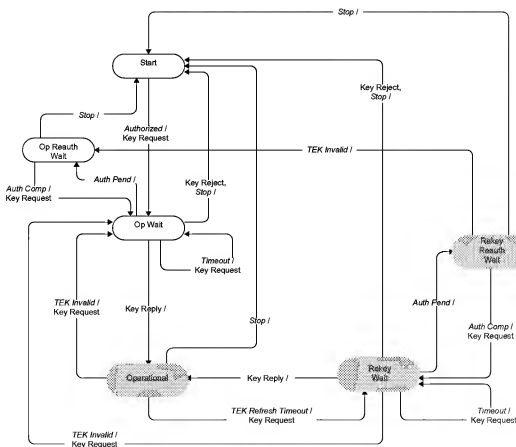 Stop /
Start
Key Reject,
Stop /
Stop /
Authorized /
Key Request
Op Reauth
Wait
TEK Invalid /
Auth Pend /
Key Reject,
Stop /
Auth Comp /
Key Request
Op Wait
Rekey
Reauth
Wait
Timeout /
Key Request
TEK Invalid /
Key Request
Key Reply /
Auth Pend /
Stop /
Auth Comp /
Key Request
Operational
Key Reply /
Rekey
Wait
TEK Refresh Timeout /
Key Request
Timeout /
Key Request
TEK Invalid /
Key Request